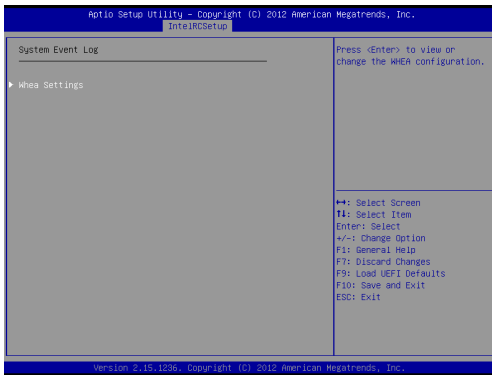 Aptio Setup Utility – Copyright (C) 2012 American Megatrends, Inc.
IntelRCSetup
System Event Log
Whea Settings
Press <Enter> to view or
change the WHEA configuration.
↔: Select Screen
↑↓: Select Item
Enter: Select
+/-: Change Option
F1: General Help
F7: Discard Changes
F9: Load UEFI Defaults
F10: Save and Exit
ESC: Exit
Version 2.15.1236. Copyright (C) 2012 American Megatrends, Inc.